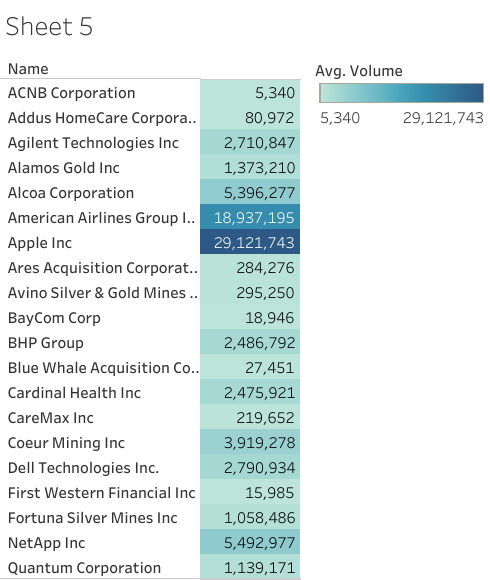 Sheet 5
Name
Avg. Volume
5,340 29,121,743
ACNB Corporation 5,340
Addus HomeCare Corpora.. 80,972
Agilent Technologies Inc 2,710,847
Alamos Gold Inc 1,373,210
Alcoa Corporation 5,396,277
American Airlines Group I.. 18,937,195
Apple Inc 29,121,743
Ares Acquisition Corporat.. 284,276
Avino Silver & Gold Mines .. 295,250
BayCom Corp 18,946
BHP Group 2,486,792
Blue Whale Acquisition Co.. 27,451
Cardinal Health Inc 2,475,921
CareMax Inc 219,652
Coeur Mining Inc 3,919,278
Dell Technologies Inc. 2,790,934
First Western Financial Inc 15,985
Fortuna Silver Mines Inc 1,058,486
NetApp Inc 5,492,977
Quantum Corporation 1,139,171